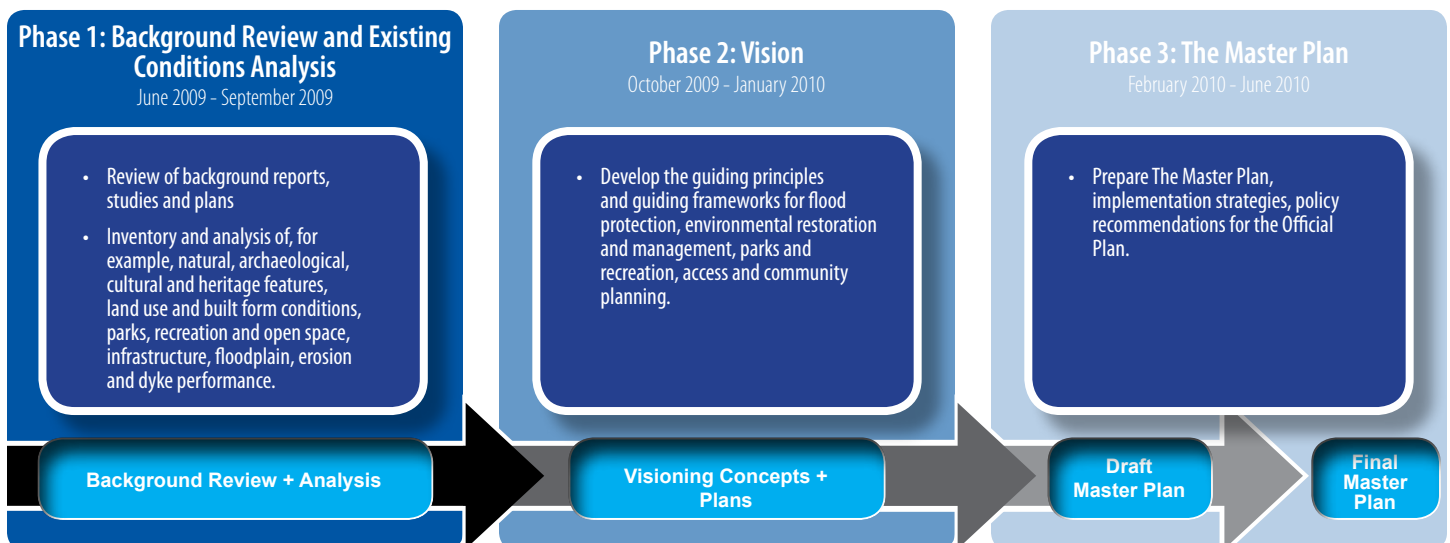 Phase 1: Background Review and Existing
Conditions Analysis
June 2009 - September 2009
• Review of background reports,
studies and plans
• Inventory and analysis of, for
example, natural, archaeological,
cultural and heritage features,
land use and built form conditions,
parks, recreation and open space,
infrastructure, floodplain, erosion
and dyke performance.
Background Review + Analysis
Phase 2: Vision
October 2009 - January 2010
• Develop the guiding principles
and guiding frameworks for flood
protection, environmental restoration
and management, parks and
recreation, access and community
planning.
Visioning Concepts +
Plans
Phase 3: The Master Plan
February 2010 - June 2010
• Prepare The Master Plan,
implementation strategies, policy
recommendations for the Official
Plan.
Draft
Master Plan
Final
Master
Plan